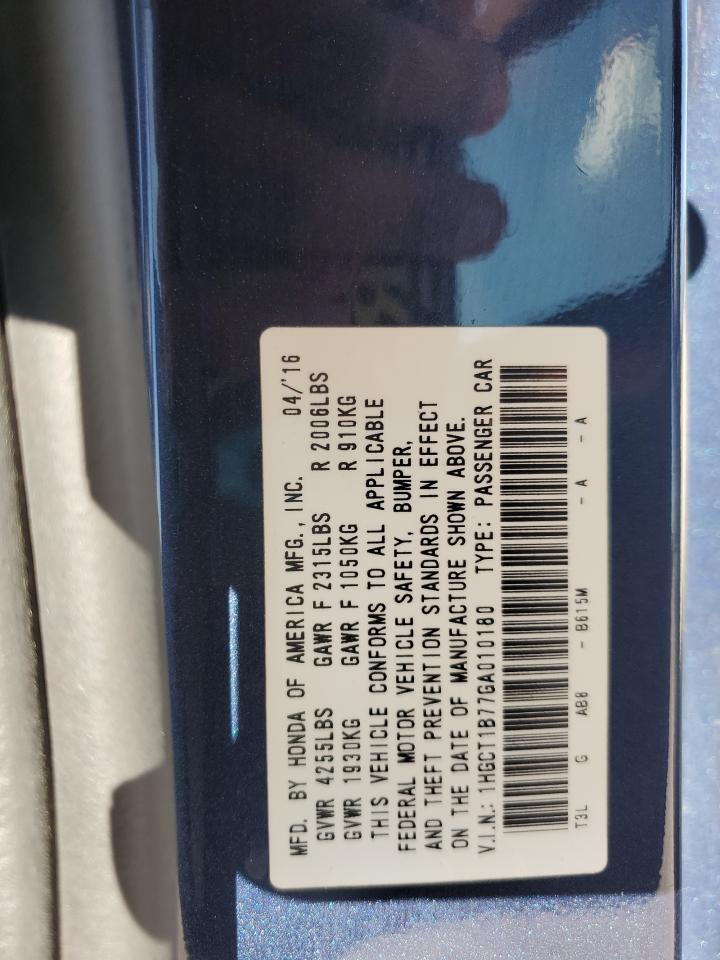 MFD. BY HONDA OF AMERICA MFG., INC. 04/'16
GVWR 4255LBS GAWR F 2315LBS R 2006LBS
GVWR 1930KG GAWR F 1050KG R 910KG
THIS VEHICLE CONFORMS TO ALL APPLICABLE
FEDERAL MOTOR VEHICLE SAFETY, BUMPER,
AND THEFT PREVENTION STANDARDS IN EFFECT
ON THE DATE OF MANUFACTURE SHOWN ABOVE.
V.I.N.: 1HGCT1B77GA010180 TYPE: PASSENGER CAR
T3L G AB8 - B615M - A - A